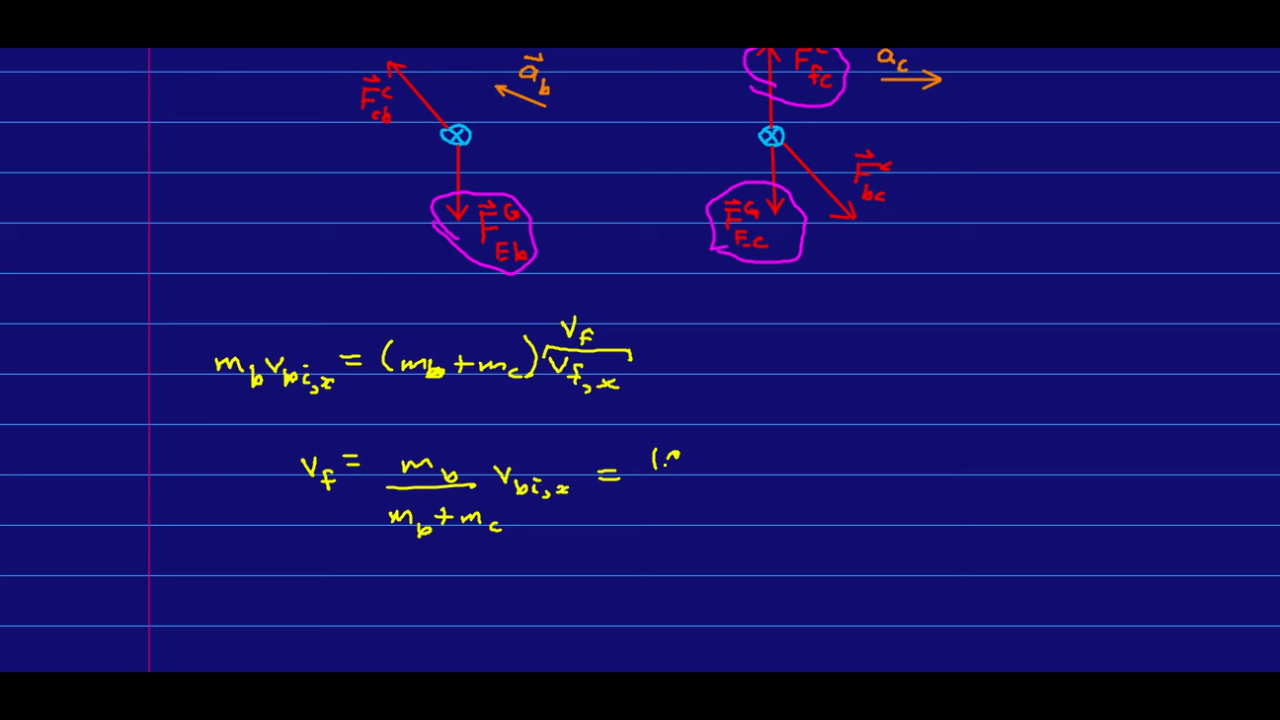 F⃗ᶜ_cb a⃗_b F^c_fc a_c
F⃗ᶜ_bc
F⃗ᴳ_Eb F⃗ᴳ_Ec
v_f
m_b v_bi,x = (m_b + m_c) v_f,x
v_f = m_b / (m_b + m_c) v_bi,x =